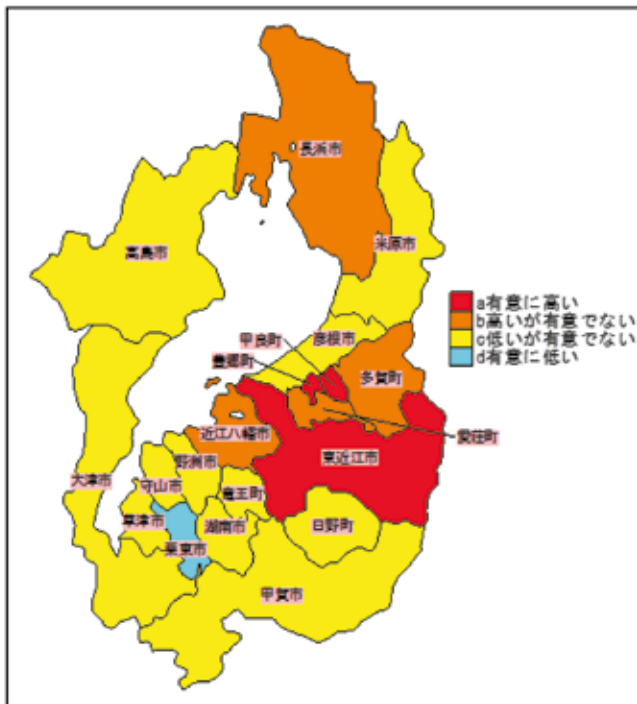 長浜市
米原市
高島市
a有意に高い
b高いが有意でない
c低いが有意でない
d有意に低い
彦根市
甲良町
豊郷町
多賀町
愛荘町
近江八幡市
東近江市
野洲市
大津市
守山市
竜王町
草津市
湖南市
日野町
栗東市
甲賀市